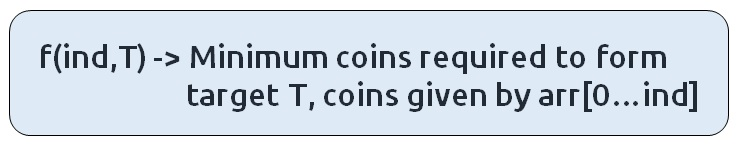 f(ind,T) -> Minimum coins required to form
target T, coins given by arr[0...ind]